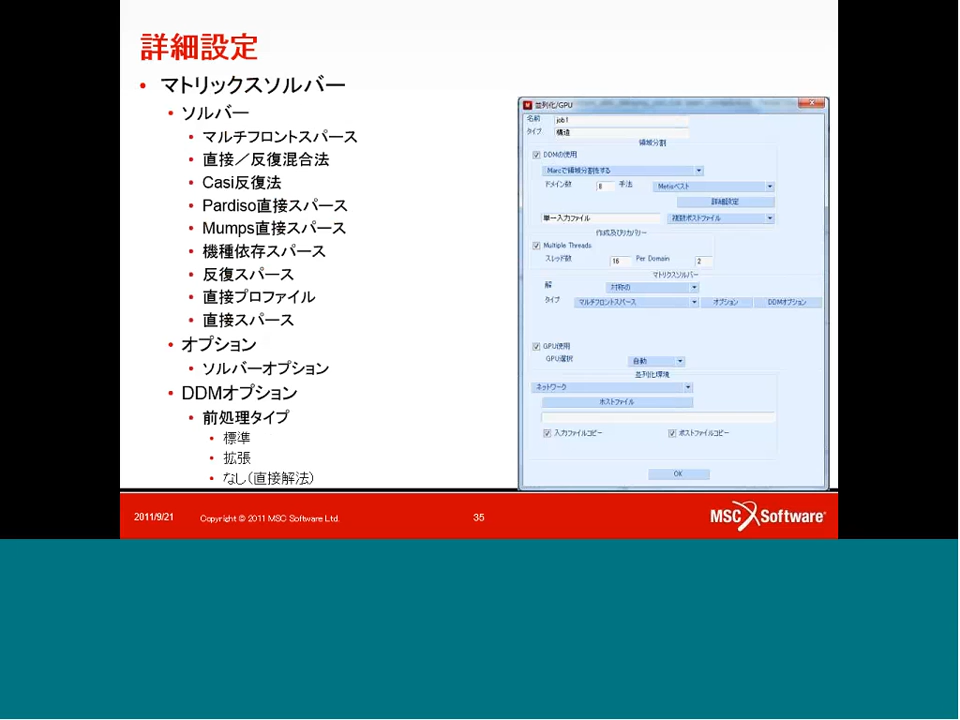 詳細設定
• マトリックスソルバー
• ソルバー
• マルチフロントスパース
• 直接／反復混合法
• Casi反復法
• Pardiso直接スパース
• Mumps直接スパース
• 機種依存スパース
• 反復スパース
• 直接プロファイル
• 直接スパース
• オプション
• ソルバーオプション
• DDMオプション
• 前処理タイプ
• 標準
• 拡張
• なし（直接解法）
並列化/GPU
名前 job1
タイプ 構造
領域分割
DDMの使用
Marcで領域分割をする
ドメイン数 8 手法 Metisベスト
詳細設定
単一入力ファイル 複数ポストファイル
作成及びリカバリー
Multiple Threads
スレッド数 16 Per Domain 2
マトリクスソルバー
解 対称の
タイプ マルチフロントスパース オプション DDMオプション
GPU使用
GPU選択 自動
並列化環境
ネットワーク
ホストファイル
入力ファイルコピー ポストファイルコピー
OK
2011/9/21 Copyright © 2011 MSC Software Ltd. 35 MSC Software